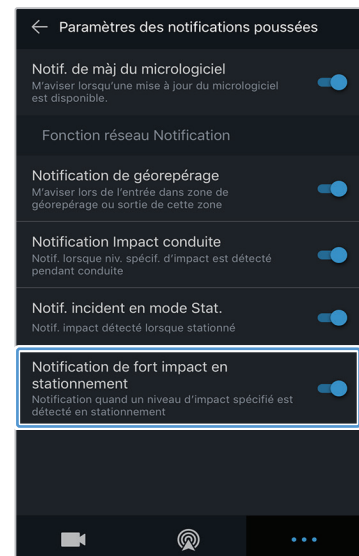 Paramètres des notifications poussées
Notif. de màj du micrologiciel
M'aviser lorsqu'une mise à jour du micrologiciel
est disponible.
Fonction réseau Notification
Notification de géorepérage
M'aviser lors de l'entrée dans zone de
géorepérage ou sortie de cette zone
Notification Impact conduite
Notif. lorsque niv. spécif. d'impact est détecté
pendant conduite
Notif. incident en mode Stat.
Notif. impact détecté lorsque stationné
Notification de fort impact en
stationnement
Notification quand un niveau d'impact spécifié est
détecté en stationnement